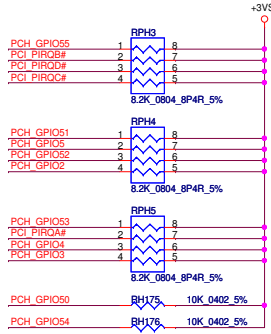 +3VS
RPH3
PCH_GPIO55 1 8
PCI_PIRQB# 2 7
PCI_PIRQD# 3 6
PCI_PIRQC# 4 5
8.2K_0804_8P4R_5%
RPH4
PCH_GPIO51 1 8
PCH_GPIO5 2 7
PCH_GPIO52 3 6
PCH_GPIO2 4 5
8.2K_0804_8P4R_5%
RPH5
PCH_GPIO53 1 8
PCI_PIRQA# 2 7
PCH_GPIO4 3 6
PCH_GPIO3 4 5
8.2K_0804_8P4R_5%
PCH_GPIO50 RH175 10K_0402_5%
PCH_GPIO54 RH176 10K_0402_5%